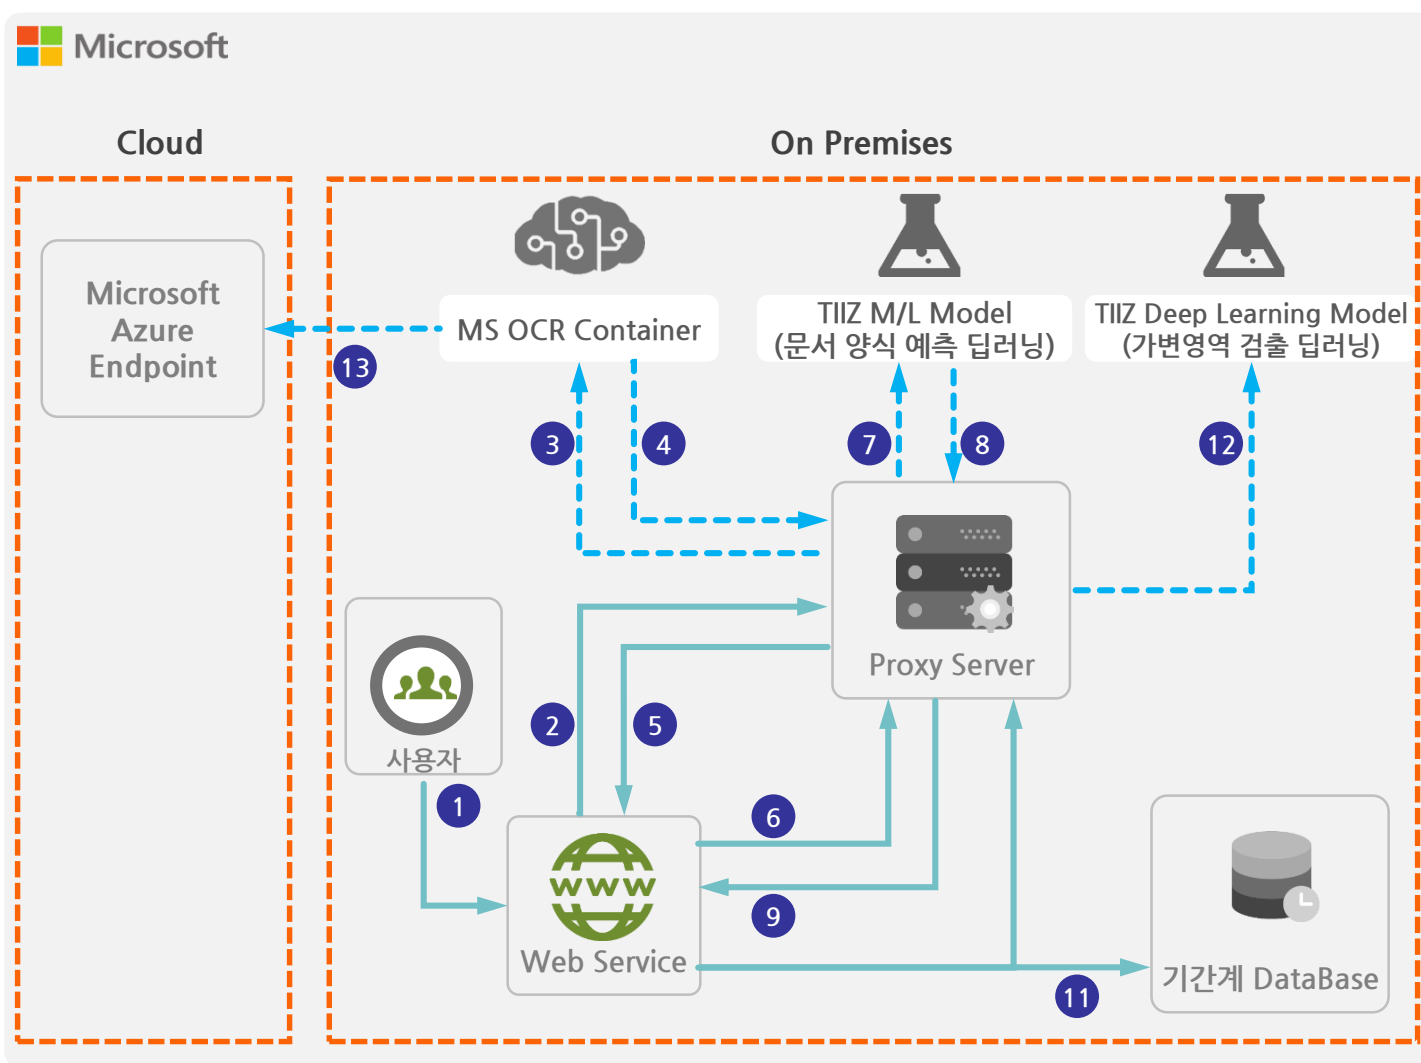 Microsoft
Cloud
On Premises
Microsoft
Azure
Endpoint
MS OCR Container
TIIZ M/L Model
(문서 양식 예측 딥러닝)
TIIZ Deep Learning Model
(가변영역 검출 딥러닝)
13
3
4
7
8
12
Proxy Server
사용자
2
5
1
6
www
9
Web Service
11
기간계 DataBase